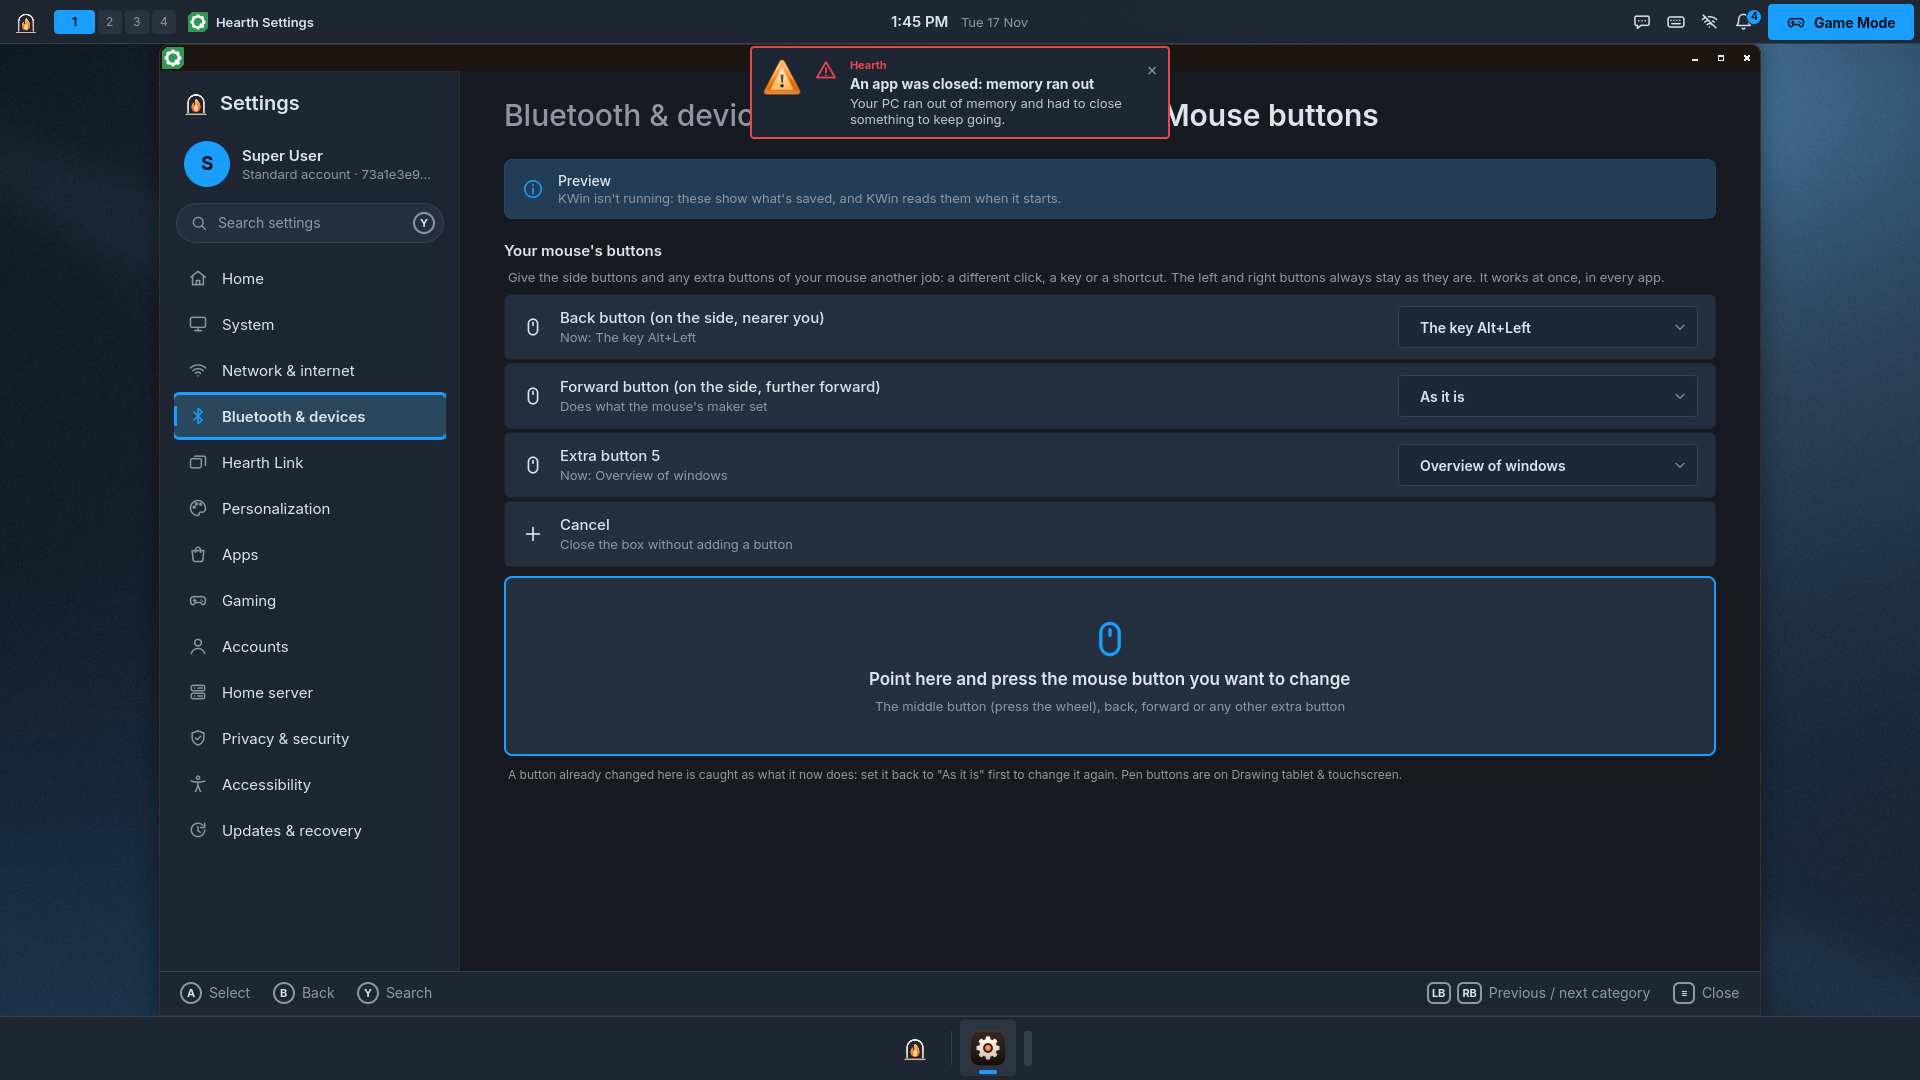 1 2 3 4 Hearth Settings
1:45 PM Tue 17 Nov
4
Game Mode
Hearth
An app was closed: memory ran out
Your PC ran out of memory and had to close
something to keep going.
Settings
S
Super User
Standard account · 73a1e3e9...
Search settings Y
Home
System
Network & internet
Bluetooth & devices
Hearth Link
Personalization
Apps
Gaming
Accounts
Home server
Privacy & security
Accessibility
Updates & recovery
Bluetooth & devic
Mouse buttons
Preview
KWin isn't running: these show what's saved, and KWin reads them when it starts.
Your mouse's buttons
Give the side buttons and any extra buttons of your mouse another job: a different click, a key or a shortcut. The left and right buttons always stay as they are. It works at once, in every app.
Back button (on the side, nearer you)
Now: The key Alt+Left
The key Alt+Left
Forward button (on the side, further forward)
Does what the mouse's maker set
As it is
Extra button 5
Now: Overview of windows
Overview of windows
Cancel
Close the box without adding a button
Point here and press the mouse button you want to change
The middle button (press the wheel), back, forward or any other extra button
A button already changed here is caught as what it now does: set it back to "As it is" first to change it again. Pen buttons are on Drawing tablet & touchscreen.
A Select B Back Y Search
LB RB Previous / next category Close